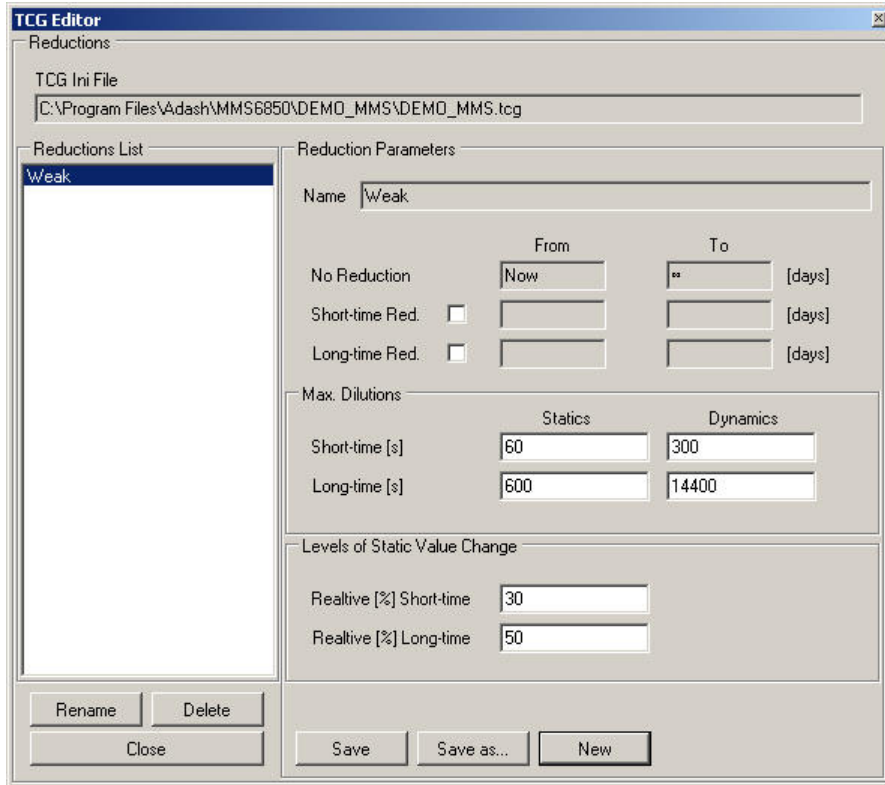 TCG Editor
Reductions
TCG Ini File
C:\Program Files\Adash\MMS6850\DEMO_MMS\DEMO_MMS.tcg
Reductions List
Weak
Reduction Parameters
Name Weak
From To
No Reduction Now ∞ [days]
Short-time Red. [days]
Long-time Red. [days]
Max. Dilutions
Statics Dynamics
Short-time [s] 60 300
Long-time [s] 600 14400
Levels of Static Value Change
Realtive [%] Short-time 30
Realtive [%] Long-time 50
Rename Delete
Close
Save Save as... New